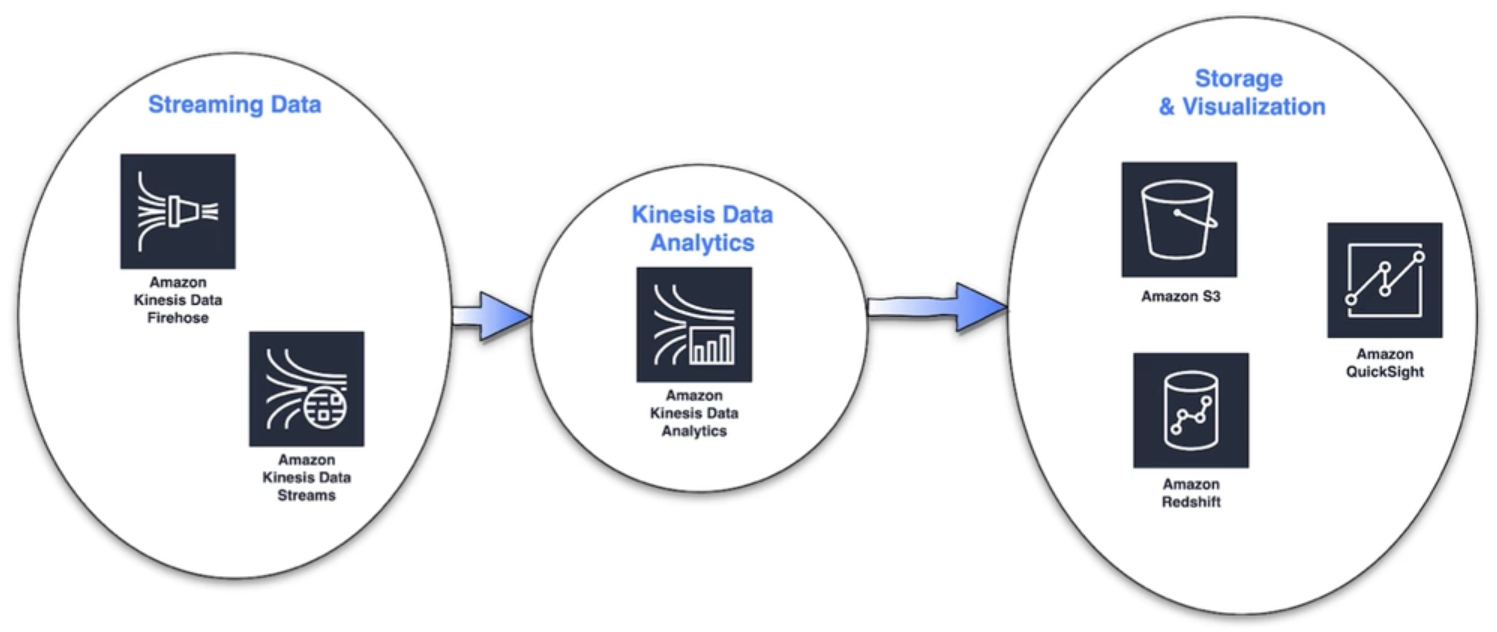 Streaming Data
Amazon
Kinesis Data
Firehose
Amazon
Kinesis Data
Streams
Kinesis Data
Analytics
Amazon
Kinesis Data
Analytics
Storage
& Visualization
Amazon S3
Amazon
QuickSight
Amazon
Redshift